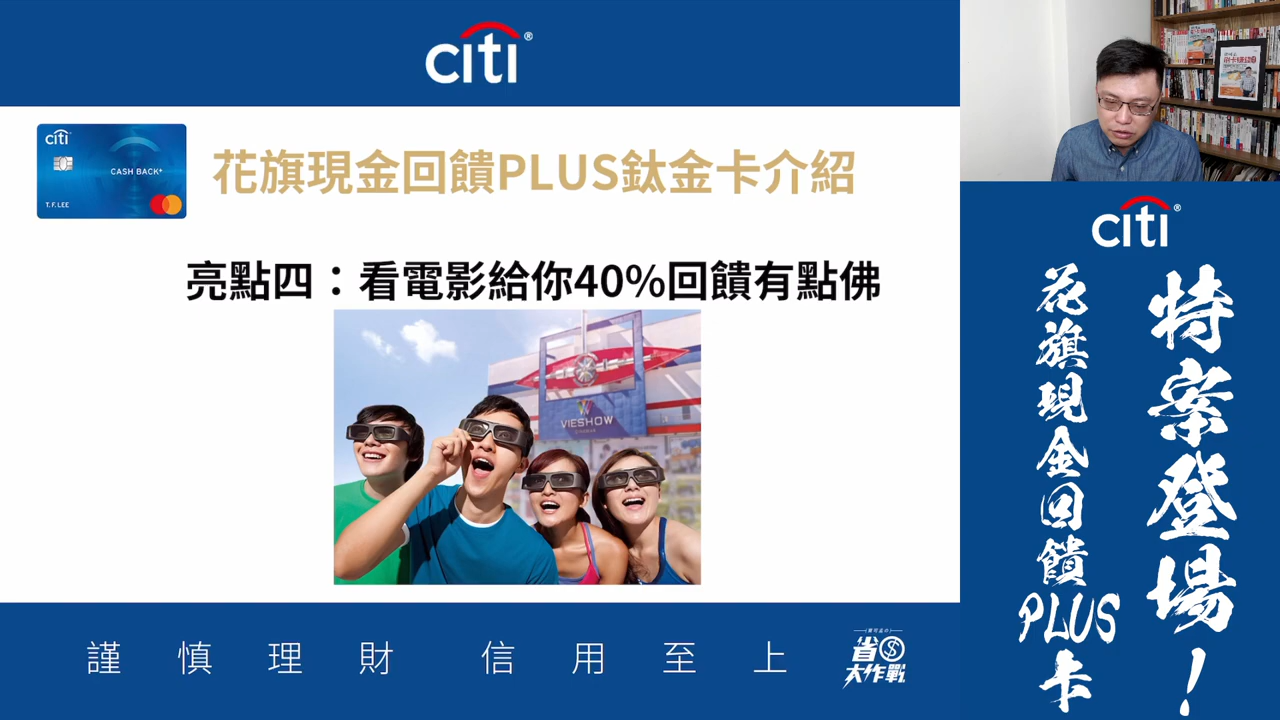 citi®
citi
CASH BACK+
T. F. LEE
花旗現金回饋PLUS鈦金卡介紹
亮點四：看電影給你40%回饋有點佛
VIESHOW
CINEMAS
謹慎理財 信用至上
省$
大作戰
citi®
特案登場！
花旗現金回饋PLUS卡